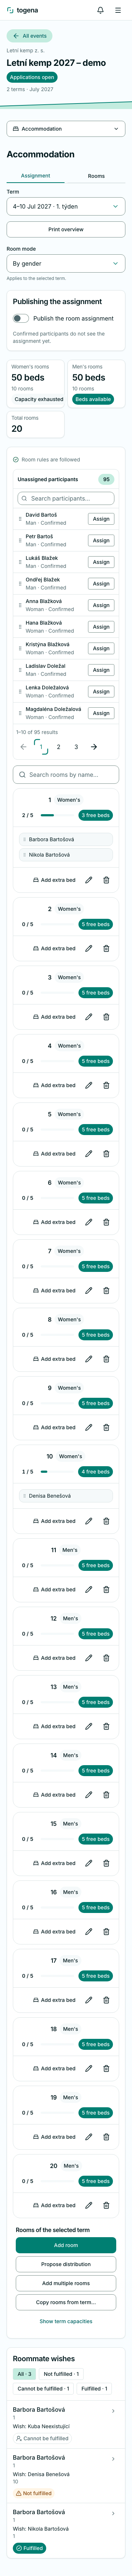 togena
All events
Letní kemp z. s.
Letní kemp 2027 – demo
Applications open
2 terms · July 2027
Accommodation
Accommodation
Assignment
Rooms
Term
4–10 Jul 2027 · 1. týden
Print overview
Room mode
By gender
Applies to the selected term.
Publishing the assignment
Publish the room assignment
Confirmed participants do not see the assignment yet.
Women's rooms
50 beds
10 rooms
Capacity exhausted
Men's rooms
50 beds
10 rooms
Beds available
Total rooms
20
Room rules are followed
Unassigned participants
95
Search participants...
David Bartoš
Man · Confirmed
Assign
Petr Bartoš
Man · Confirmed
Assign
Lukáš Blažek
Man · Confirmed
Assign
Ondřej Blažek
Man · Confirmed
Assign
Anna Blažková
Woman · Confirmed
Assign
Hana Blažková
Woman · Confirmed
Assign
Kristýna Blažková
Woman · Confirmed
Assign
Ladislav Doležal
Man · Confirmed
Assign
Lenka Doležalová
Woman · Confirmed
Assign
Magdaléna Doležalová
Woman · Confirmed
Assign
1–10 of 95 results
1 2 3
Search rooms by name...
1 Women's
2 / 5
3 free beds
Barbora Bartošová
Nikola Bartošová
Add extra bed
2 Women's
0 / 5
5 free beds
Add extra bed
3 Women's
0 / 5
5 free beds
Add extra bed
4 Women's
0 / 5
5 free beds
Add extra bed
5 Women's
0 / 5
5 free beds
Add extra bed
6 Women's
0 / 5
5 free beds
Add extra bed
7 Women's
0 / 5
5 free beds
Add extra bed
8 Women's
0 / 5
5 free beds
Add extra bed
9 Women's
0 / 5
5 free beds
Add extra bed
10 Women's
1 / 5
4 free beds
Denisa Benešová
Add extra bed
11 Men's
0 / 5
5 free beds
Add extra bed
12 Men's
0 / 5
5 free beds
Add extra bed
13 Men's
0 / 5
5 free beds
Add extra bed
14 Men's
0 / 5
5 free beds
Add extra bed
15 Men's
0 / 5
5 free beds
Add extra bed
16 Men's
0 / 5
5 free beds
Add extra bed
17 Men's
0 / 5
5 free beds
Add extra bed
18 Men's
0 / 5
5 free beds
Add extra bed
19 Men's
0 / 5
5 free beds
Add extra bed
20 Men's
0 / 5
5 free beds
Add extra bed
Rooms of the selected term
Add room
Propose distribution
Add multiple rooms
Copy rooms from term...
Show term capacities
Roommate wishes
All · 3
Not fulfilled · 1
Cannot be fulfilled · 1
Fulfilled · 1
Barbora Bartošová
1
Wish: Kuba Neexistující
Cannot be fulfilled
Barbora Bartošová
1
Wish: Denisa Benešová
10
Not fulfilled
Barbora Bartošová
1
Wish: Nikola Bartošová
1
Fulfilled